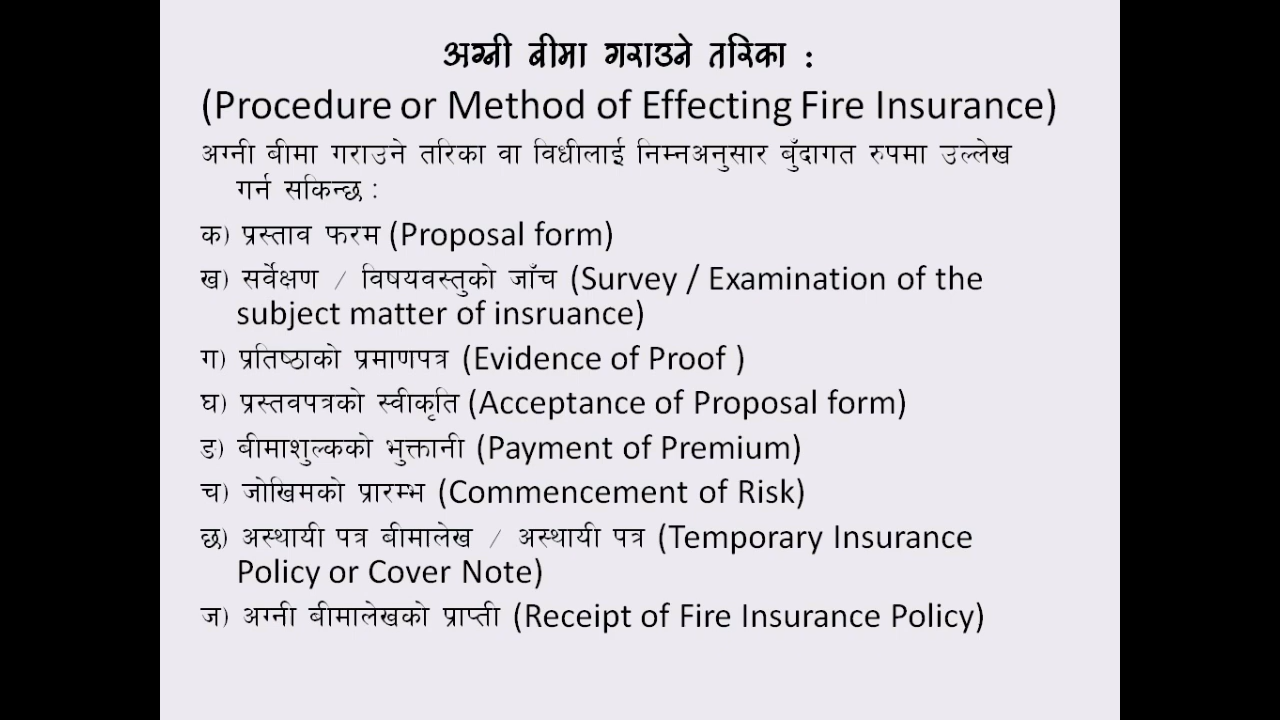 अग्नी बीमा गराउने तरिका :
(Procedure or Method of Effecting Fire Insurance)
अग्नी बीमा गराउने तरिका वा विधीलाई निम्नअनुसार बुँदागत रुपमा उल्लेख
गर्न सकिन्छ :
क) प्रस्ताव फरम (Proposal form)
ख) सर्वेक्षण / विषयवस्तुको जाँच (Survey / Examination of the
subject matter of insruance)
ग) प्रतिष्ठाको प्रमाणपत्र (Evidence of Proof )
घ) प्रस्तवपत्रको स्वीकृति (Acceptance of Proposal form)
ङ) बीमाशुल्कको भुक्तानी (Payment of Premium)
च) जोखिमको प्रारम्भ (Commencement of Risk)
छ) अस्थायी पत्र बीमालेख / अस्थायी पत्र (Temporary Insurance
Policy or Cover Note)
ज) अग्नी बीमालेखको प्राप्ती (Receipt of Fire Insurance Policy)